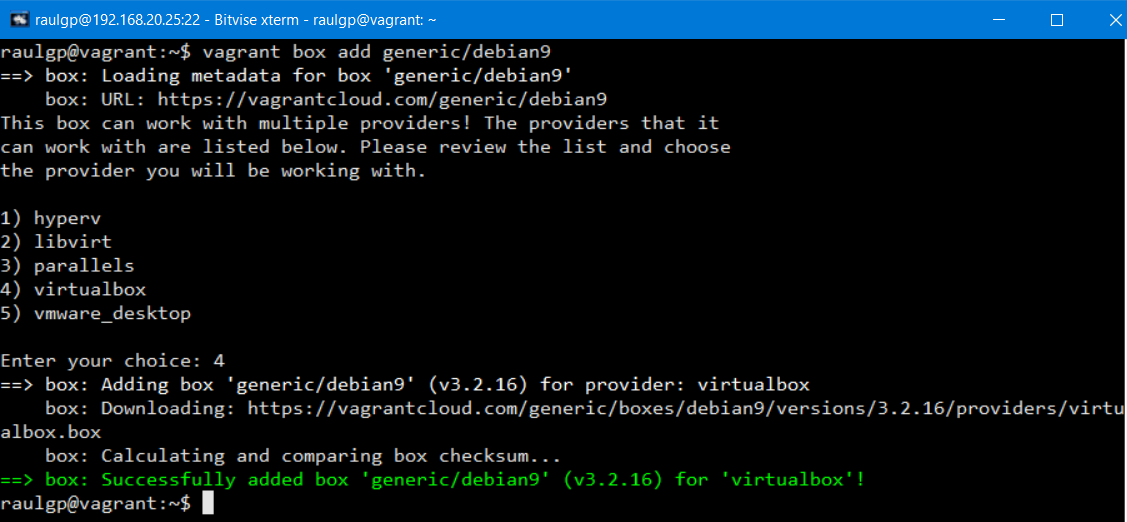 raulgp@192.168.20.25:22 - Bitvise xterm - raulgp@vagrant: ~
raulgp@vagrant:~$ vagrant box add generic/debian9
==> box: Loading metadata for box 'generic/debian9'
    box: URL: https://vagrantcloud.com/generic/debian9
This box can work with multiple providers! The providers that it
can work with are listed below. Please review the list and choose
the provider you will be working with.

1) hyperv
2) libvirt
3) parallels
4) virtualbox
5) vmware_desktop

Enter your choice: 4
==> box: Adding box 'generic/debian9' (v3.2.16) for provider: virtualbox
    box: Downloading: https://vagrantcloud.com/generic/boxes/debian9/versions/3.2.16/providers/virtu
albox.box
    box: Calculating and comparing box checksum...
==> box: Successfully added box 'generic/debian9' (v3.2.16) for 'virtualbox'!
raulgp@vagrant:~$